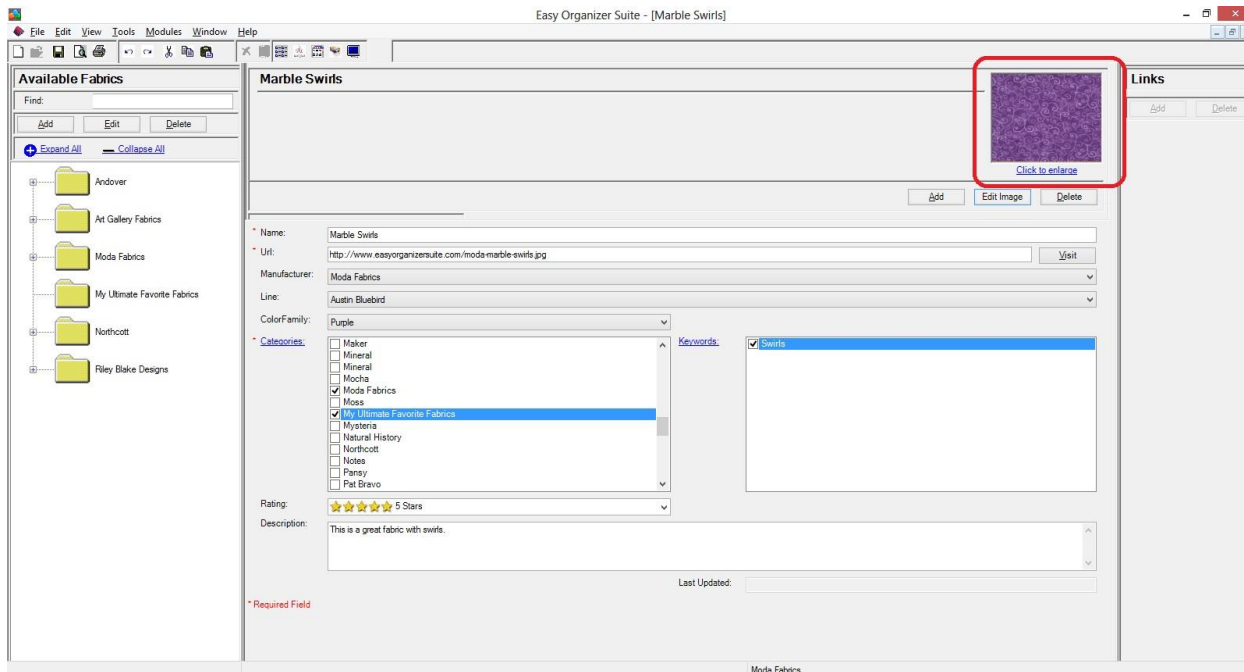 Easy Organizer Suite - [Marble Swirls]
File Edit View Tools Modules Window Help
Available Fabrics
Find:
Add Edit Delete
Expand All Collapse All
Andover
Art Gallery Fabrics
Moda Fabrics
My Ultimate Favorite Fabrics
Northcott
Riley Blake Designs
Marble Swirls
Click to enlarge
Add Edit Image Delete
* Name: Marble Swirls
* Url: http://www.easyorganizersuite.com/moda-marble-swirls.jpg Visit
Manufacturer: Moda Fabrics
Line: Austin Bluebird
ColorFamily: Purple
* Categories:
Maker
Mineral
Mineral
Mocha
Moda Fabrics
Moss
My Ultimate Favorite Fabrics
Mysteria
Natural History
Northcott
Notes
Pansy
Pat Bravo
Keywords: Swirls
Rating: 5 Stars
Description: This is a great fabric with swirls.
Last Updated:
* Required Field
Links
Add Delete
Moda Fabrics